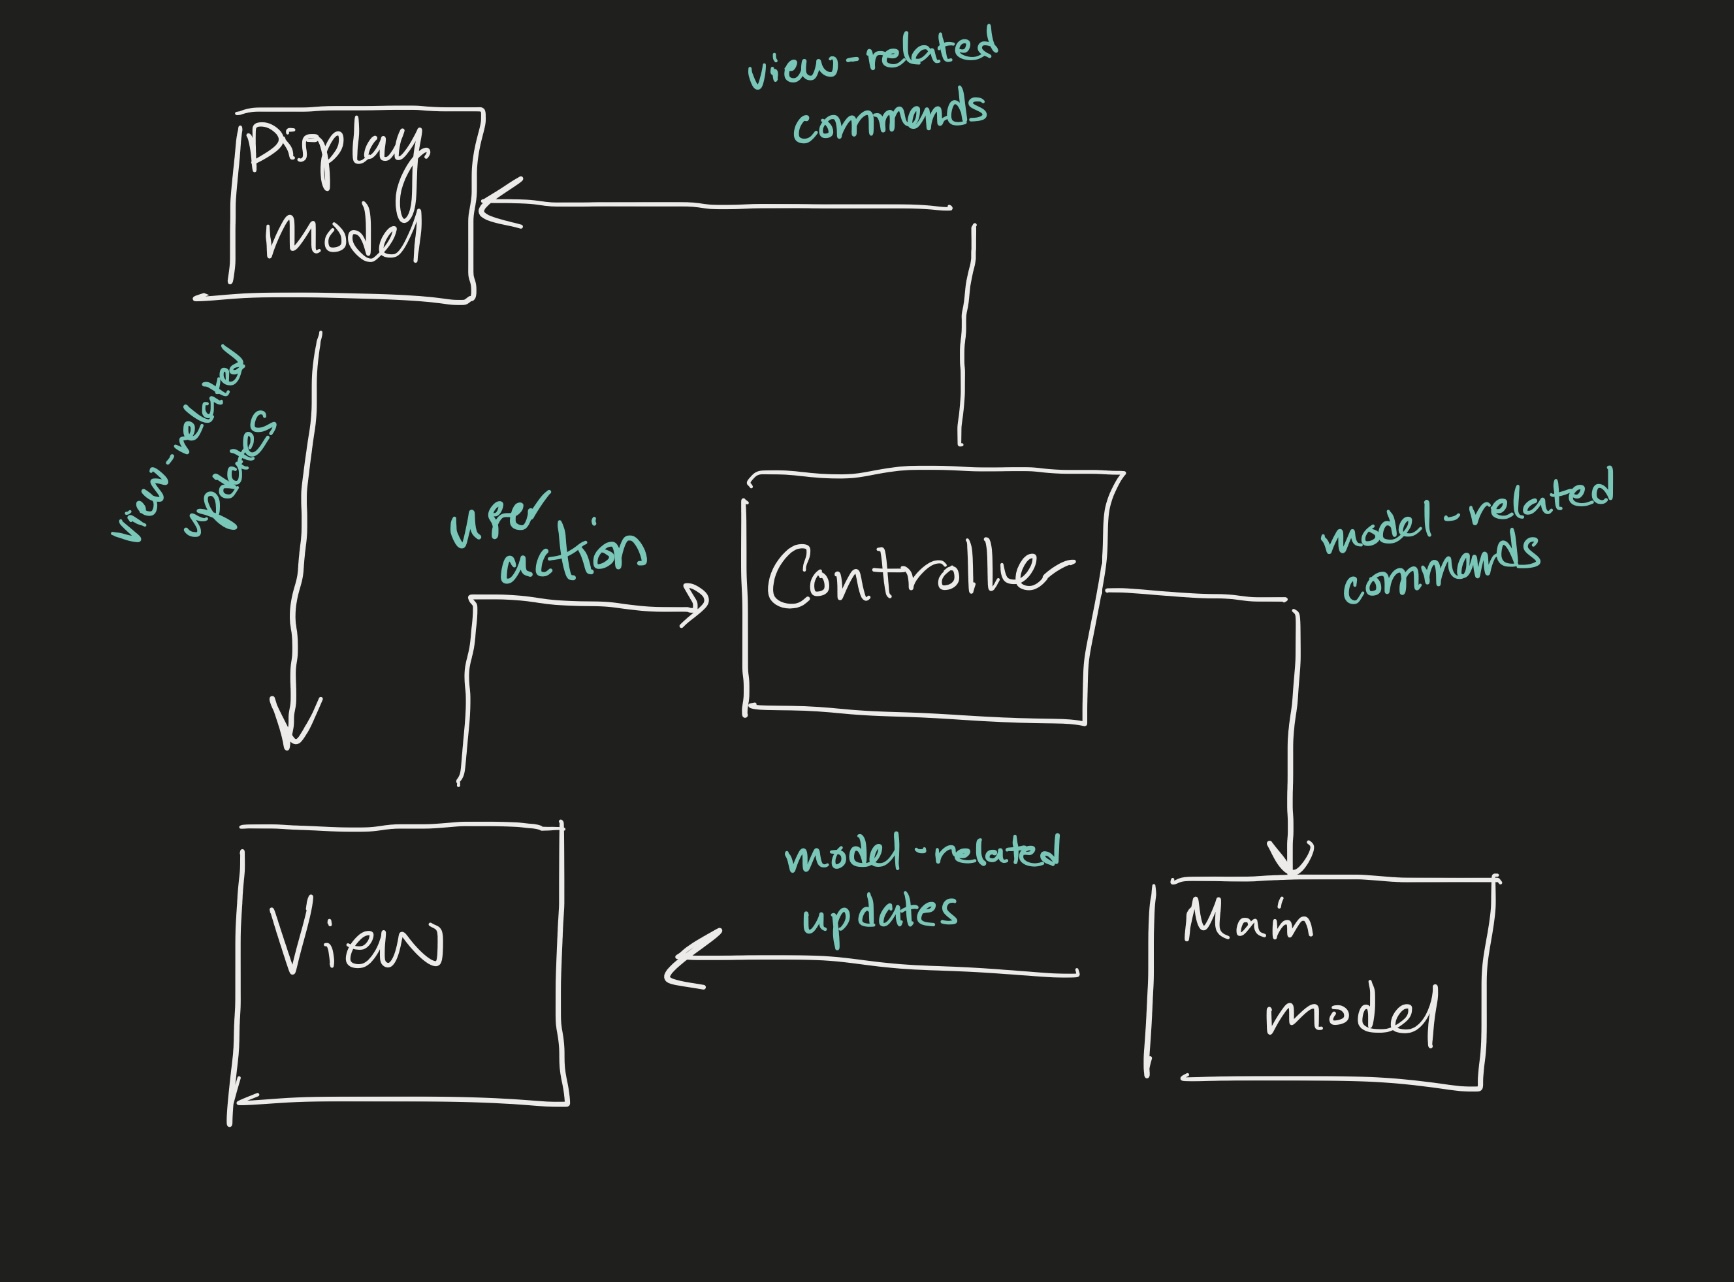 view-related
commands
Display
model
view-related
updates
user
action
Controller
model-related
commands
model-related
updates
View
Main
model